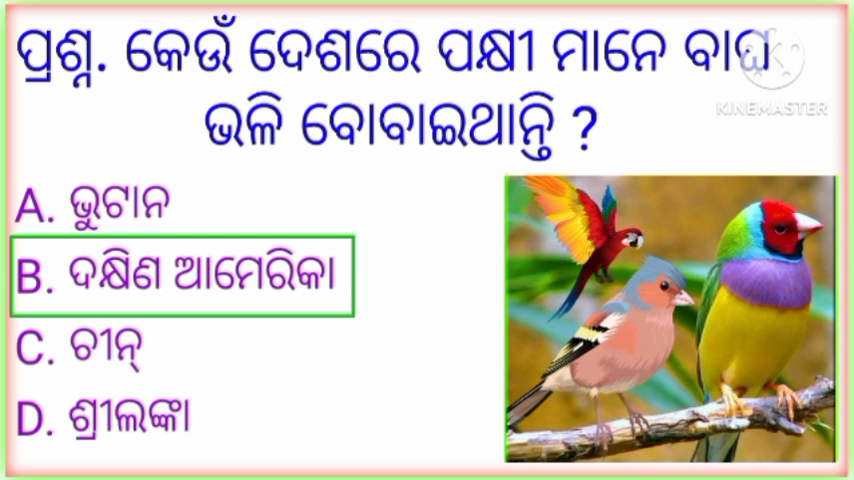 ପ୍ରଶ୍ନ. କେଉଁ ଦେଶରେ ପକ୍ଷୀ ମାନେ ବାଘ
KINEMASTER
ଭଳି ବୋବାଇଥାନ୍ତି ?
A. ଭୁଟାନ
B. ଦକ୍ଷିଣ ଆମେରିକା
C. ଚୀନ୍
D. ଶ୍ରୀଲଙ୍କା